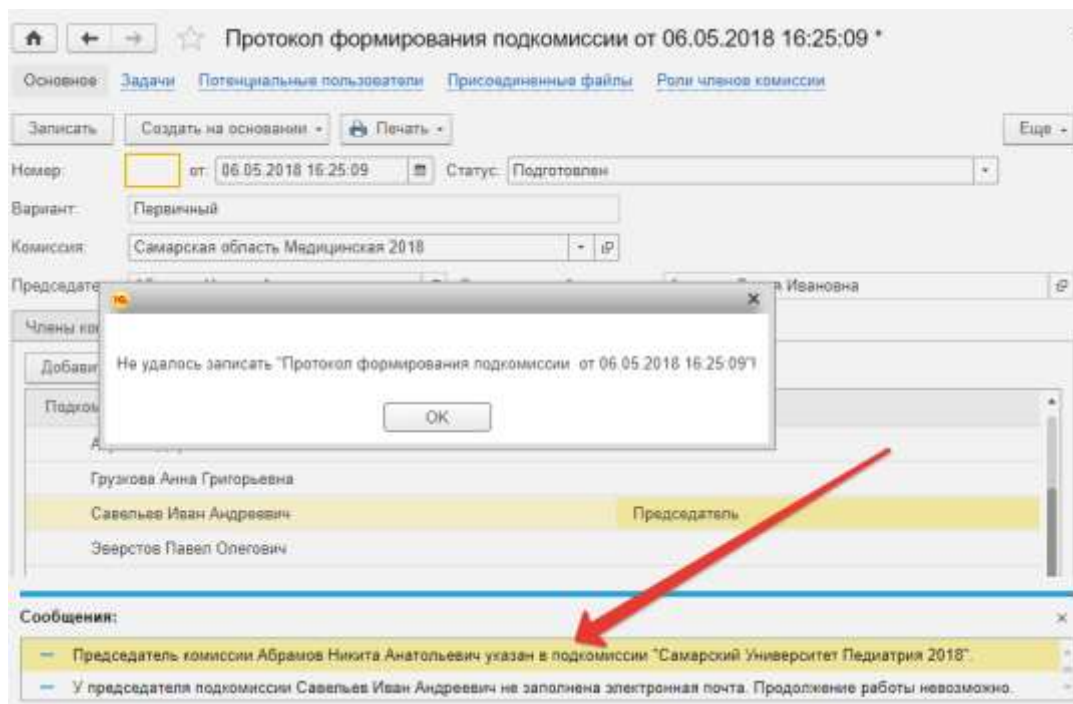 Протокол формирования подкомиссии от 06.05.2018 16:25:09 *
Основное Задачи Потенциальные пользователи Присоединенные файлы Роли членов комиссии
Записать Создать на основании Печать Еще
Номер: от: 06.05.2018 16:25:09 Статус: Подготовлен
Вариант: Первичный
Комиссия: Самарская область Медицинская 2018
Председате Ивановна
Члены ко
Не удалось записать "Протокол формирования подкомиссии от 06.05.2018 16:25:09"!
Добави
OK
Подком
Грузкова Анна Григорьевна
Савельев Иван Андреевич Председатель
Эверстов Павел Олегович
Сообщения:
Председатель комиссии Абрамов Никита Анатольевич указан в подкомиссии "Самарский Университет Педиатрия 2018".
У председателя подкомиссии Савельев Иван Андреевич не заполнена электронная почта. Продолжение работы невозможно.